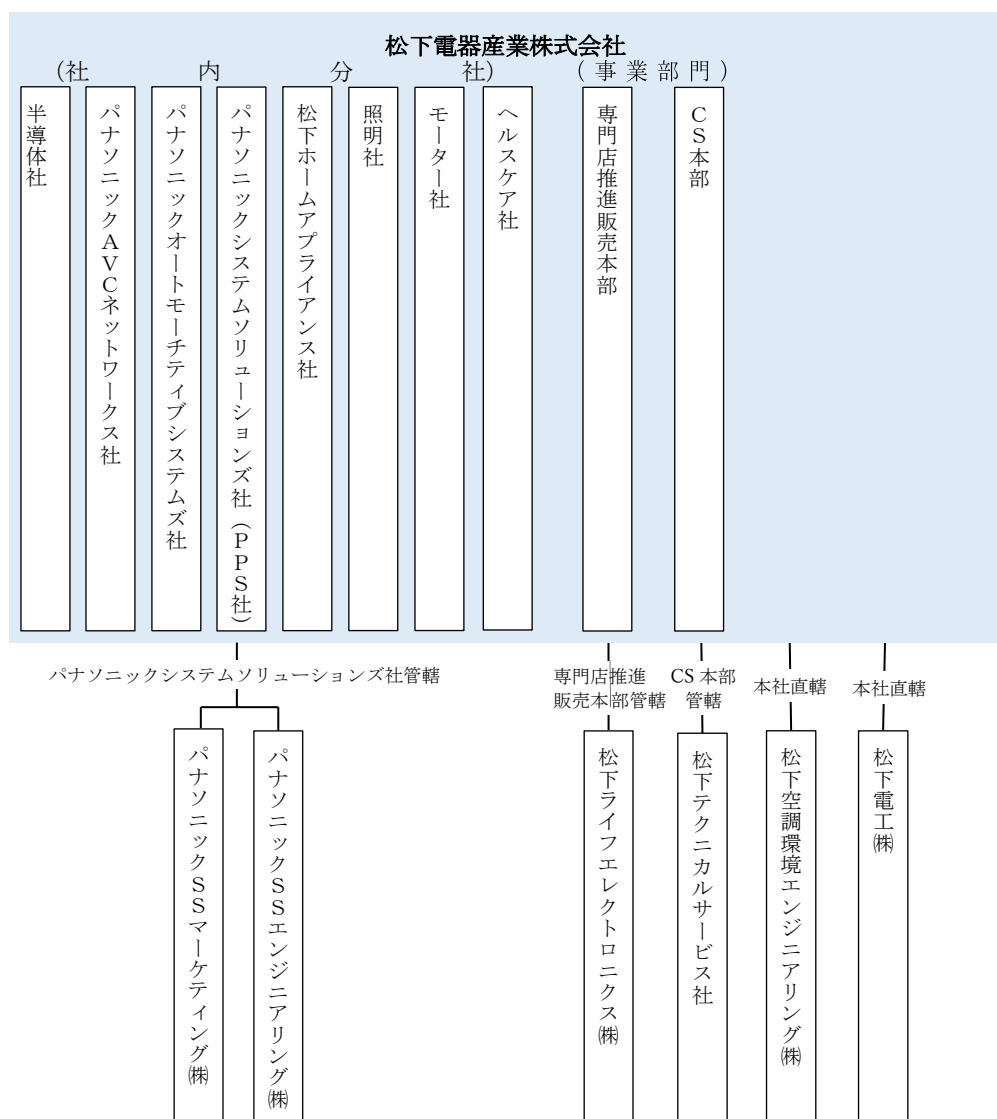 松下電器産業株式会社
(社内分社)
(事業部門)
半導体社
パナソニックAVCネットワークス社
パナソニックオートモーチティブシステムズ社
パナソニックシステムソリューションズ社(PPS社)
松下ホームアプライアンス社
照明社
モーター社
ヘルスケア社
専門店推進販売本部
CS本部
パナソニックシステムソリューションズ社管轄
専門店推進
販売本部管轄
CS本部
管轄
本社直轄
本社直轄
パナソニックSSマーケティング㈱
パナソニックSSエンジニアリング㈱
松下ライフエレクトロニクス㈱
松下テクニカルサービス社
松下空調環境エンジニアリング㈱
松下電工㈱